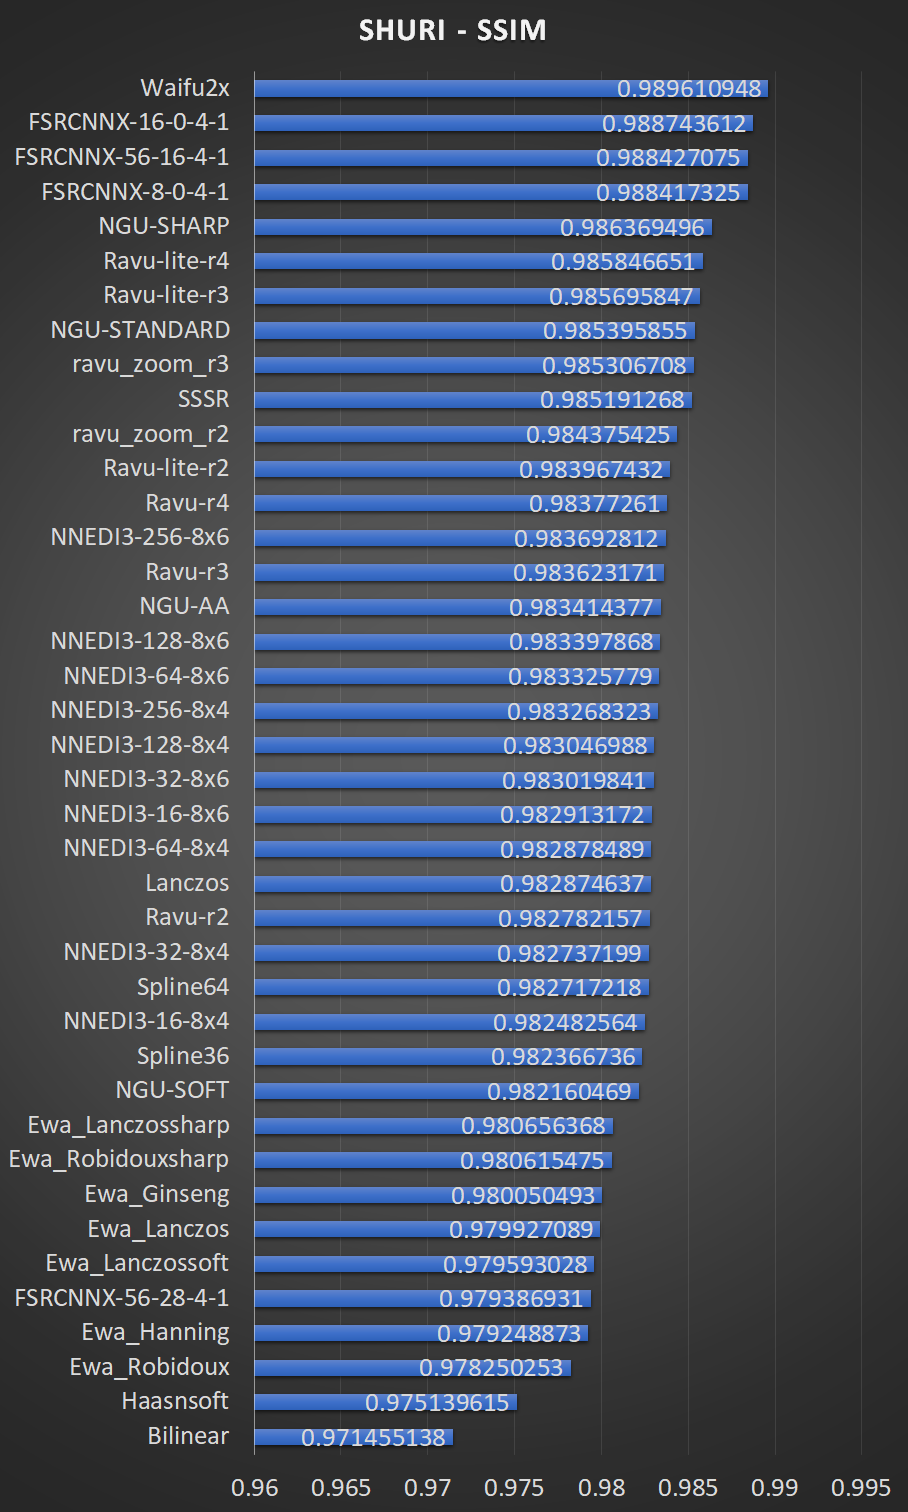 SHURI - SSIM
Waifu2x 0.989610948
FSRCNNX-16-0-4-1 0.988743612
FSRCNNX-56-16-4-1 0.988427075
FSRCNNX-8-0-4-1 0.988417325
NGU-SHARP 0.986369496
Ravu-lite-r4 0.985846651
Ravu-lite-r3 0.985695847
NGU-STANDARD 0.985395855
ravu_zoom_r3 0.985306708
SSSR 0.985191268
ravu_zoom_r2 0.984375425
Ravu-lite-r2 0.983967432
Ravu-r4 0.98377261
NNEDI3-256-8x6 0.983692812
Ravu-r3 0.983623171
NGU-AA 0.983414377
NNEDI3-128-8x6 0.983397868
NNEDI3-64-8x6 0.983325779
NNEDI3-256-8x4 0.983268323
NNEDI3-128-8x4 0.983046988
NNEDI3-32-8x6 0.983019841
NNEDI3-16-8x6 0.982913172
NNEDI3-64-8x4 0.982878489
Lanczos 0.982874637
Ravu-r2 0.982782157
NNEDI3-32-8x4 0.982737199
Spline64 0.982717218
NNEDI3-16-8x4 0.982482564
Spline36 0.982366736
NGU-SOFT 0.982160469
Ewa_Lanczossharp 0.980656368
Ewa_Robidouxsharp 0.980615475
Ewa_Ginseng 0.980050493
Ewa_Lanczos 0.979927089
Ewa_Lanczossoft 0.979593028
FSRCNNX-56-28-4-1 0.979386931
Ewa_Hanning 0.979248873
Ewa_Robidoux 0.978250253
Haasnsoft 0.975139615
Bilinear 0.971455138
0.96 0.965 0.97 0.975 0.98 0.985 0.99 0.995